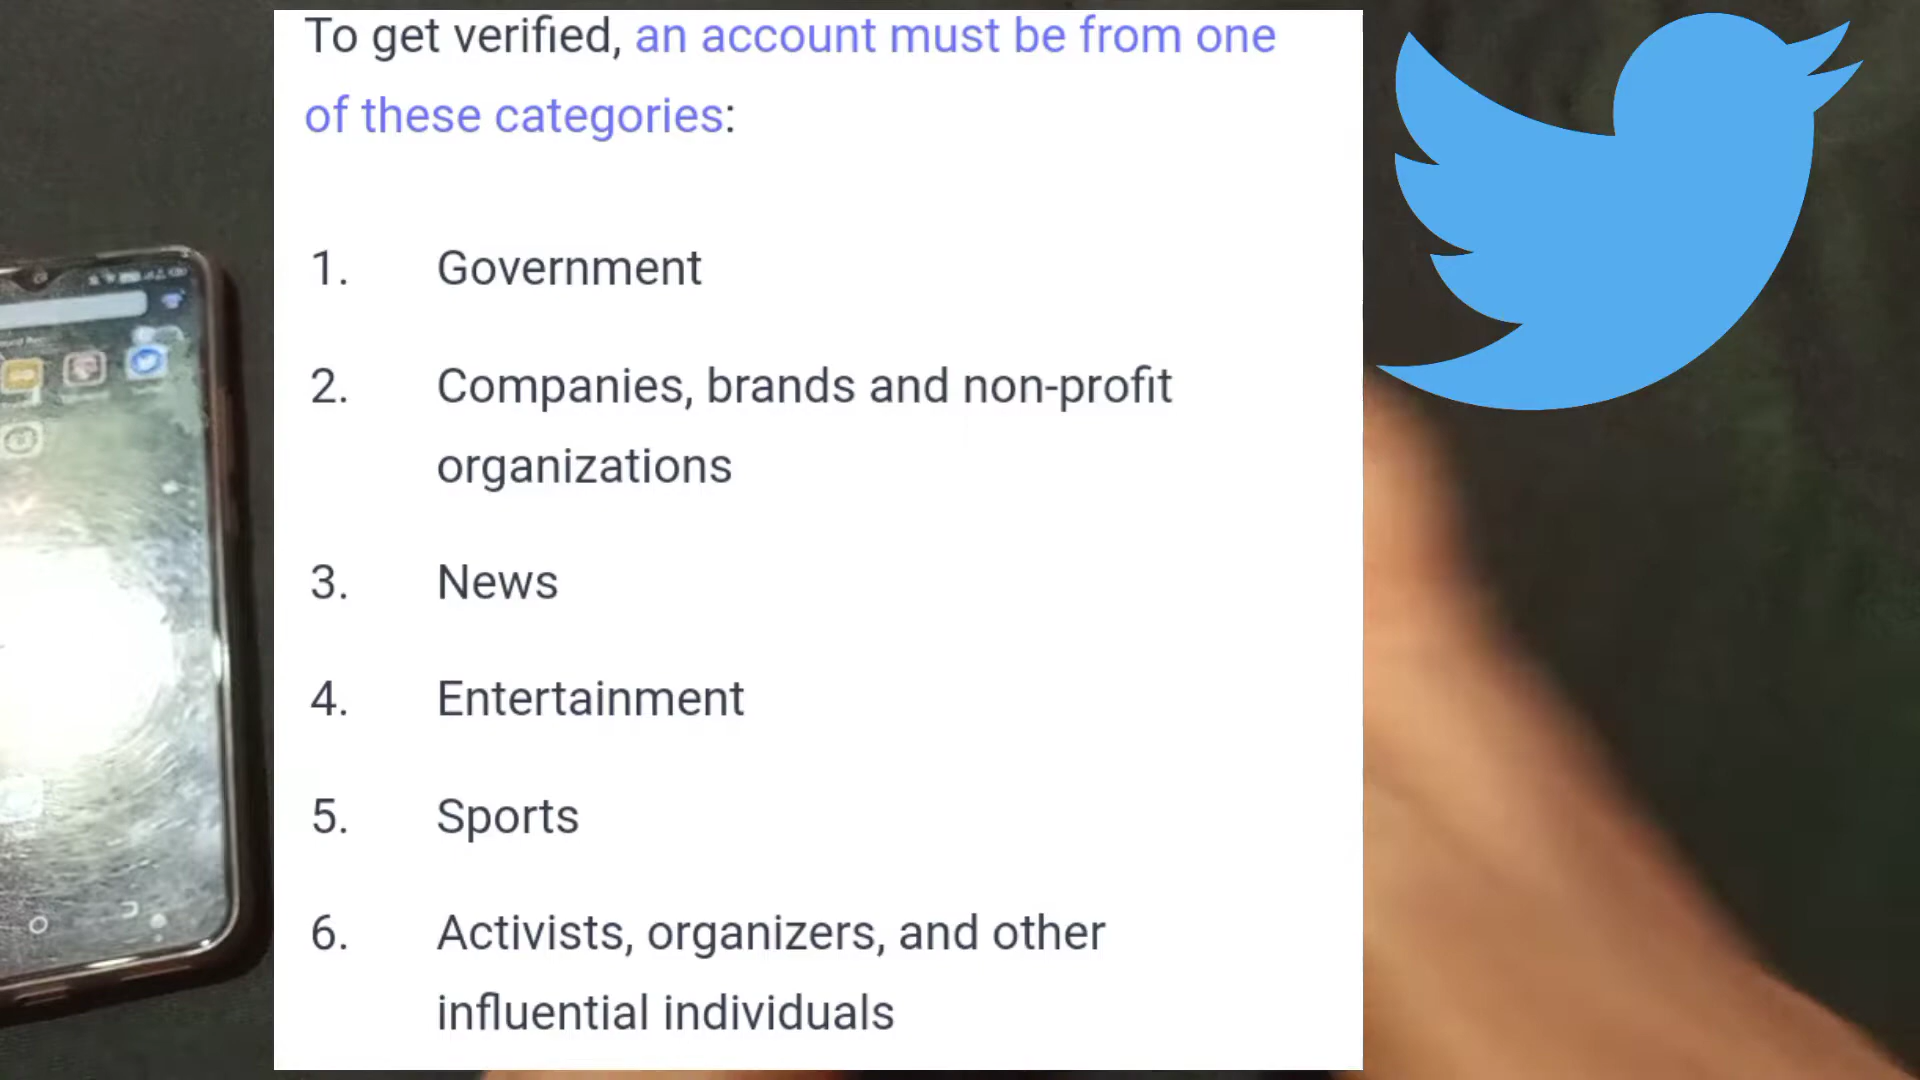 To get verified, an account must be from one
of these categories:
1. Government
2. Companies, brands and non-profit
organizations
3. News
4. Entertainment
5. Sports
6. Activists, organizers, and other
influential individuals